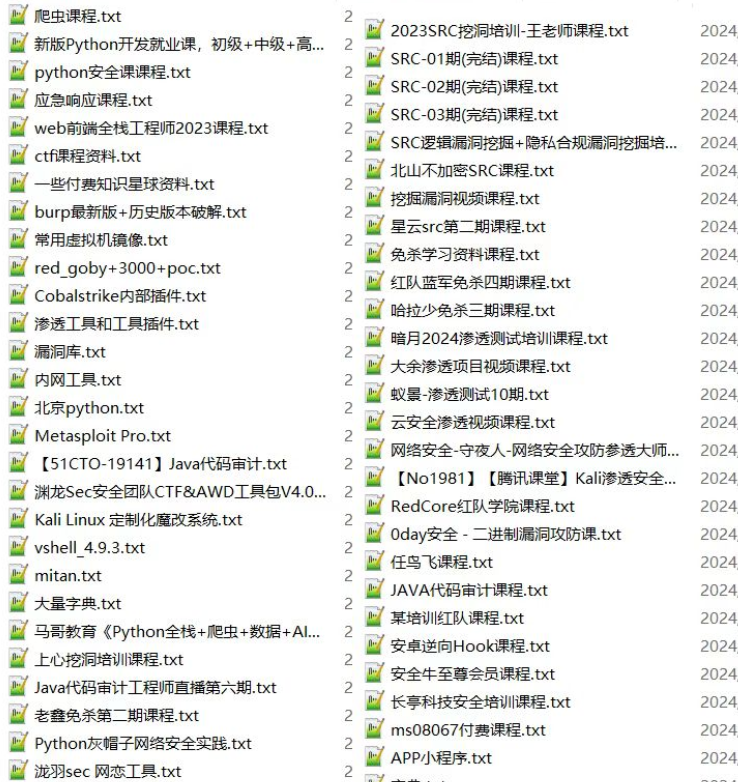 爬虫课程.txt
新版Python开发就业课，初级+中级+高...
python安全课课程.txt
应急响应课程.txt
web前端全栈工程师2023课程.txt
ctf课程资料.txt
一些付费知识星球资料.txt
burp最新版+历史版本破解.txt
常用虚拟机镜像.txt
red_goby+3000+poc.txt
Cobalstrike内部插件.txt
渗透工具和工具插件.txt
漏洞库.txt
内网工具.txt
北京python.txt
Metasploit Pro.txt
【51CTO-19141】Java代码审计.txt
渊龙Sec安全团队CTF&AWD工具包V4.0...
Kali Linux 定制化魔改系统.txt
vshell_4.9.3.txt
mitan.txt
大量字典.txt
马哥教育《Python全栈+爬虫+数据+AI...
上心挖洞培训课程.txt
Java代码审计工程师直播第六期.txt
老鑫免杀第二期课程.txt
Python灰帽子网络安全实践.txt
泷羽sec 网恋工具.txt
2023SRC挖洞培训-王老师课程.txt 2024
SRC-01期(完结)课程.txt 2024
SRC-02期(完结)课程.txt 2024
SRC-03期(完结)课程.txt 2024
SRC逻辑漏洞挖掘+隐私合规漏洞挖掘培... 2024
北山不加密SRC课程.txt 2024
挖掘漏洞视频课程.txt 2024
星云src第二期课程.txt 2024
免杀学习资料课程.txt 2024
红队蓝军免杀四期课程.txt 2024
哈拉少免杀三期课程.txt 2024
暗月2024渗透测试培训课程.txt 2024
大余渗透项目视频课程.txt 2024
蚁景-渗透测试10期.txt 2024
云安全渗透视频课程.txt 2024
网络安全-守夜人-网络安全攻防参透大师... 2024
【No1981】【腾讯课堂】Kali渗透安全... 2024
RedCore红队学院课程.txt 2024
0day安全 - 二进制漏洞攻防课.txt 2024
任鸟飞课程.txt 2024
JAVA代码审计课程.txt 2024
某培训红队课程.txt 2024
安卓逆向Hook课程.txt 2024
安全牛至尊会员课程.txt 2024
长亭科技安全培训课程.txt 2024
ms08067付费课程.txt 2024
APP小程序.txt 2024